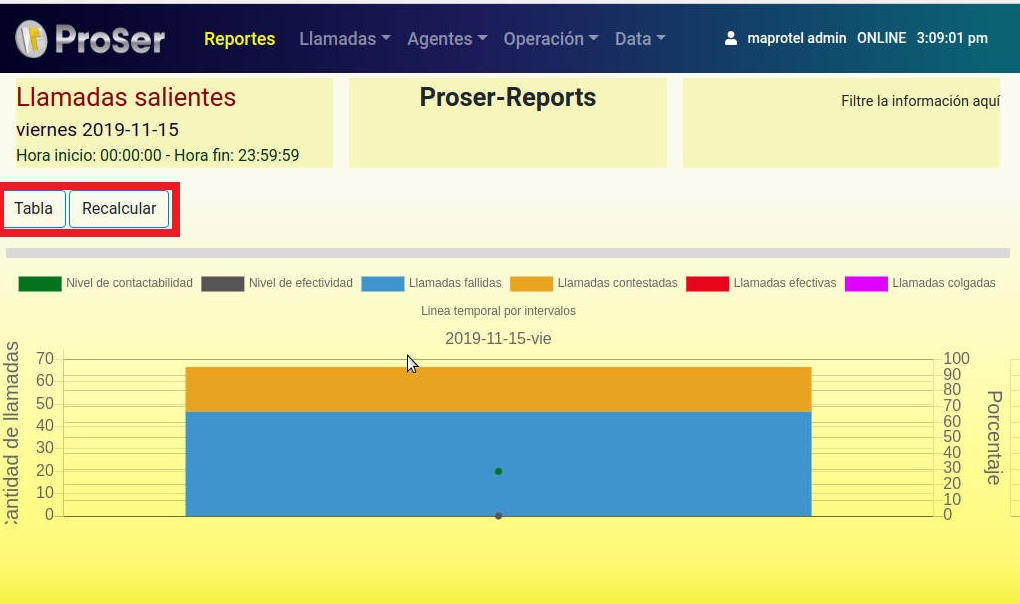 ProSer Reportes Llamadas Agentes Operación Data maprotel admin ONLINE 3:09:01 pm
Llamadas salientes
viernes 2019-11-15
Hora inicio: 00:00:00 - Hora fin: 23:59:59
Proser-Reports
Filtre la información aquí
Tabla Recalcular
Nivel de contactabilidad Nivel de efectividad Llamadas fallidas Llamadas contestadas Llamadas efectivas Llamadas colgadas
Linea temporal por intervalos
2019-11-15-vie
Cantidad de llamadas
70
60
50
40
30
20
10
0
100
90
80
70
60
50
40
30
20
10
0
Porcentaje